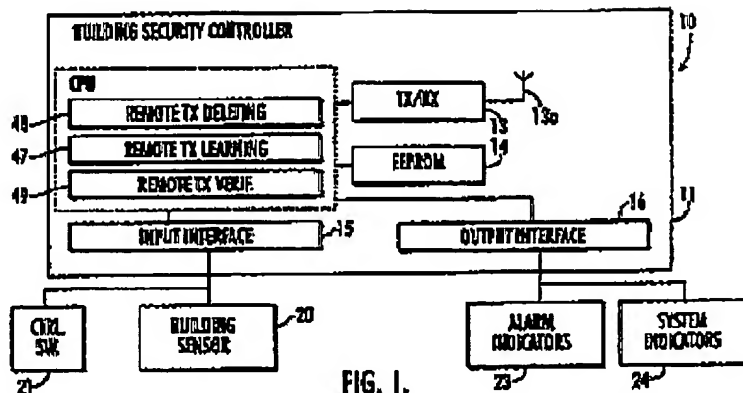 BUILDING SECURITY CONTROLLER
10
CPU
48
REMOTE TX DELETING
TX/RX
13
13a
47
REMOTE TX LEARNING
EEPROM
14
49
REMOTE TX VERIF.
16
11
INPUT INTERFACE
15
OUTPUT INTERFACE
CTRL. SW.
21
BUILDING SENSOR
20
ALARM INDICATORS
23
SYSTEM INDICATORS
24
FIG. 1.